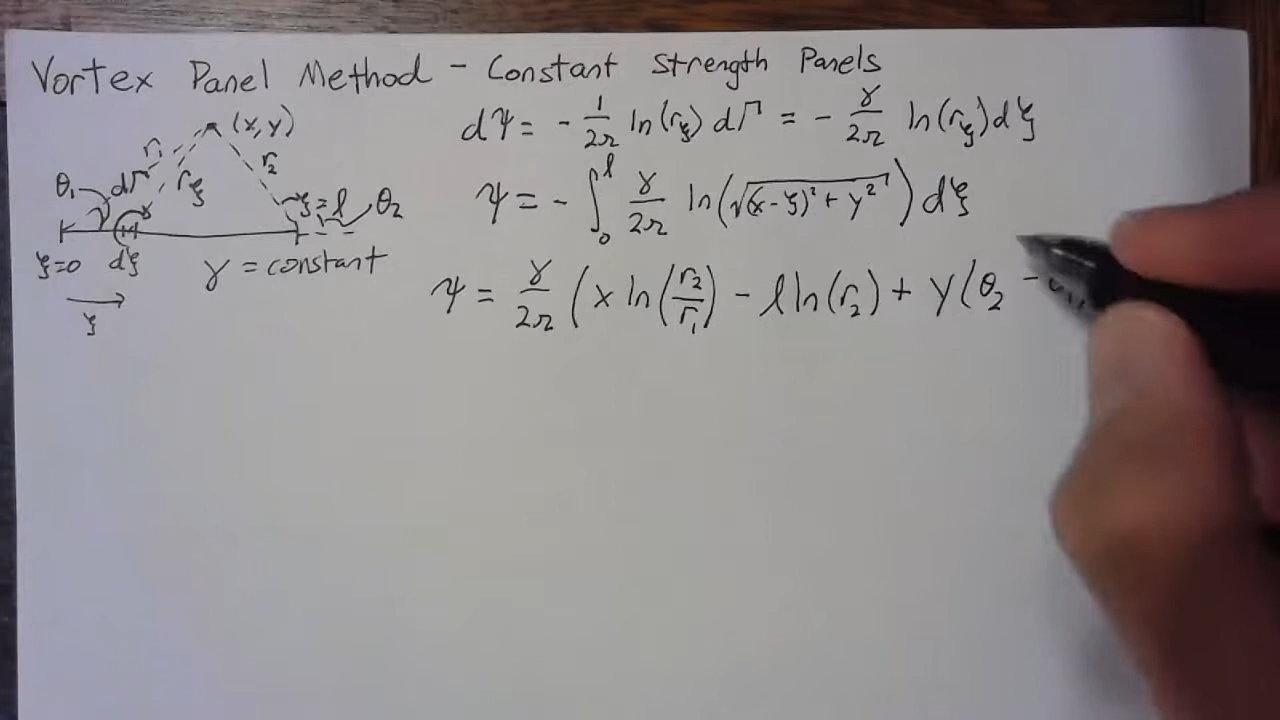 Vortex Panel Method - Constant Strength Panels
dψ = - 1/2π ln(r_ξ) dΓ = - γ/2π ln(r_ξ) dξ
(x, y)
r₁
r₂
θ₁
dΓ
r_ξ
γ
ξ = l
θ₂
ψ = - ∫₀ˡ γ/2π ln(√((x - ξ)² + y²)) dξ
ξ=0
dξ
γ = constant
ξ
ψ = γ/2π (x ln(r₂/r₁) - l ln(r₂) + y(θ₂ -